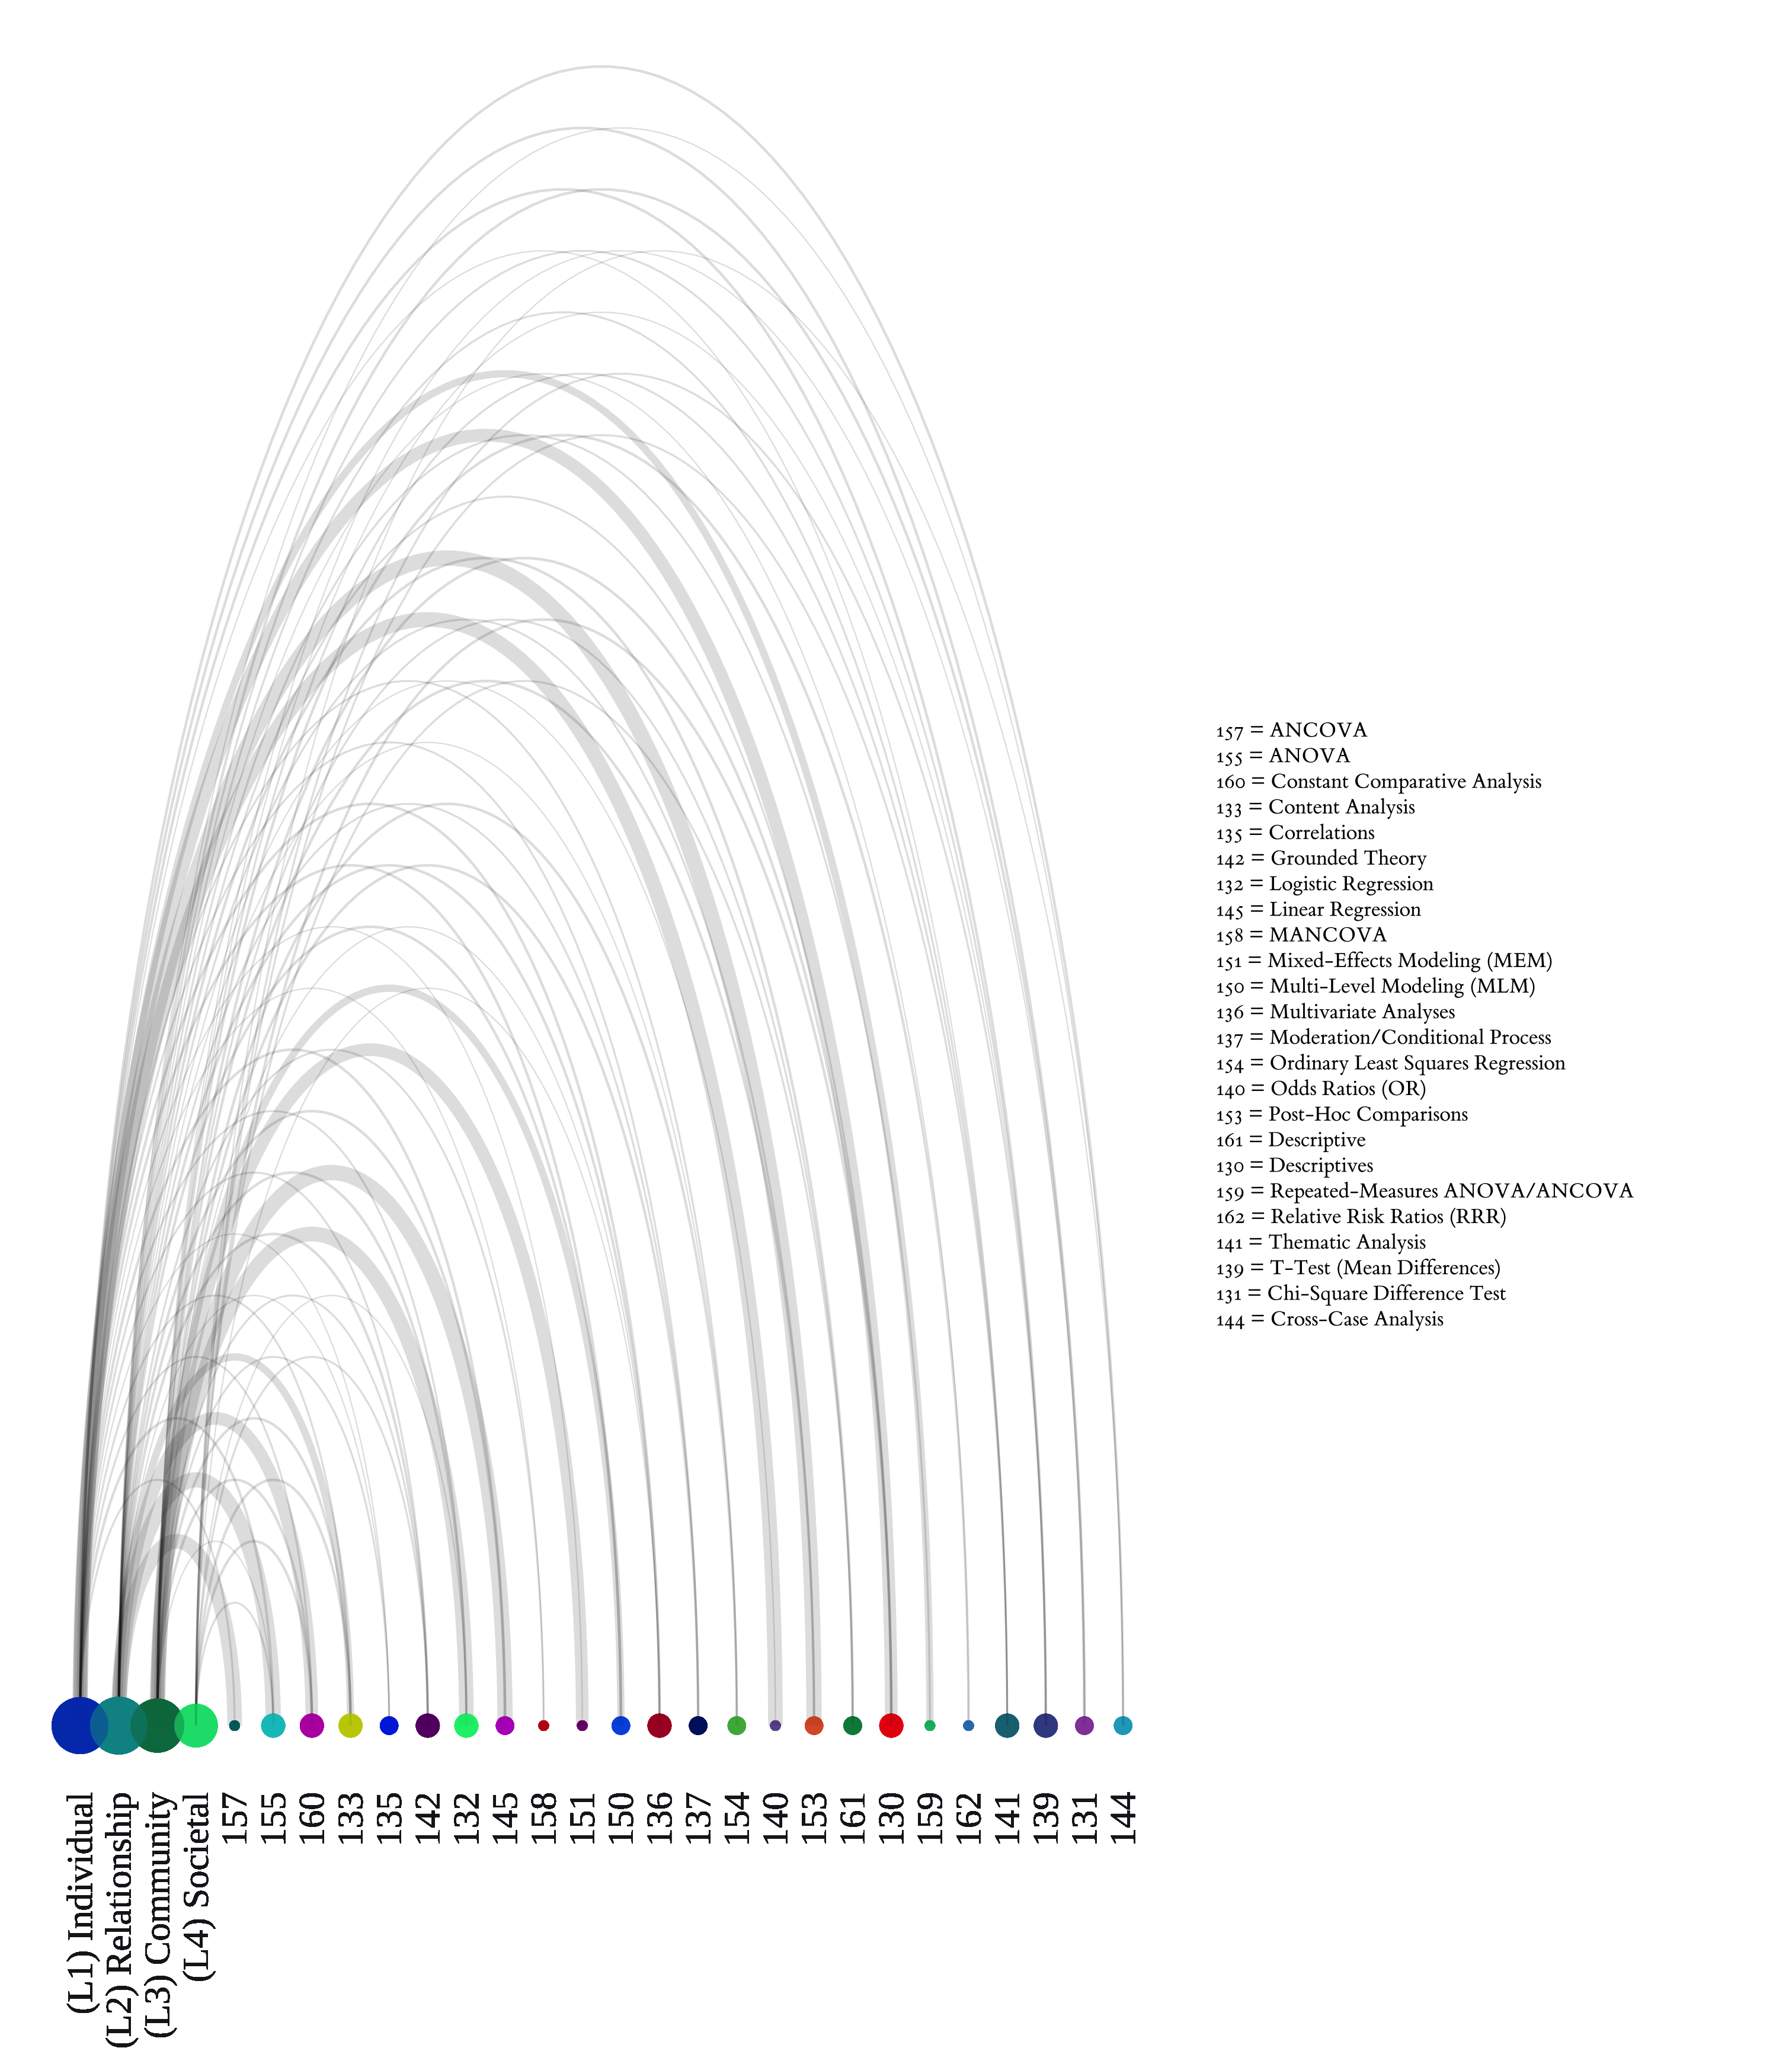 157 = ANCOVA
155 = ANOVA
160 = Constant Comparative Analysis
133 = Content Analysis
135 = Correlations
142 = Grounded Theory
132 = Logistic Regression
145 = Linear Regression
158 = MANCOVA
151 = Mixed-Effects Modeling (MEM)
150 = Multi-Level Modeling (MLM)
136 = Multivariate Analyses
137 = Moderation/Conditional Process
154 = Ordinary Least Squares Regression
140 = Odds Ratios (OR)
153 = Post-Hoc Comparisons
161 = Descriptive
130 = Descriptives
159 = Repeated-Measures ANOVA/ANCOVA
162 = Relative Risk Ratios (RRR)
141 = Thematic Analysis
139 = T-Test (Mean Differences)
131 = Chi-Square Difference Test
144 = Cross-Case Analysis
(L1) Individual
(L2) Relationship
(L3) Community
(L4) Societal
157
155
160
133
135
142
132
145
158
151
150
136
137
154
140
153
161
130
159
162
141
139
131
144